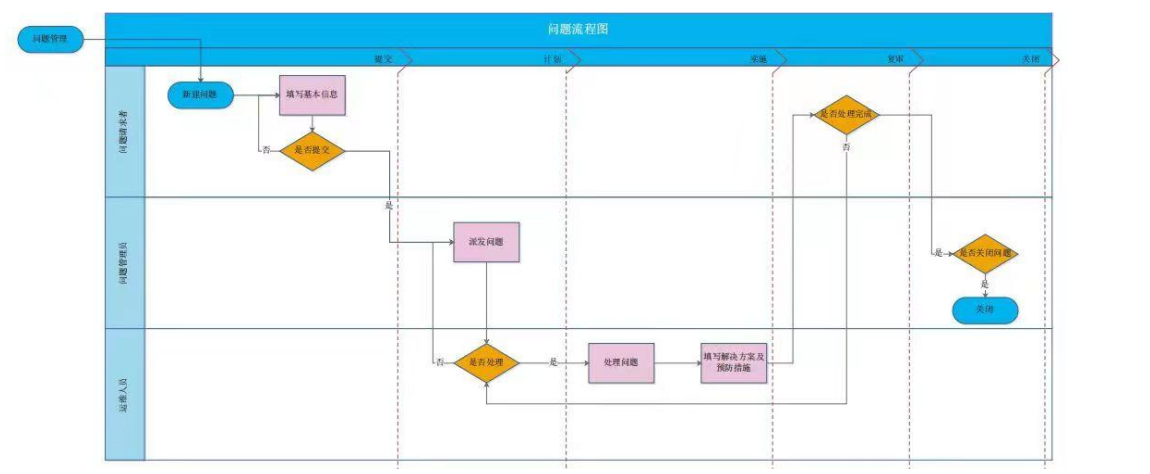 问题流程图
问题管理
提交
计划
实施
复审
关闭
问题请求者
新建问题
填写基本信息
是否处理完成
否
是否提交
否
是
问题管理员
派发问题
是
是否关闭问题
是
关闭
运维人员
否
是否处理
是
处理问题
填写解决方案及
预防措施